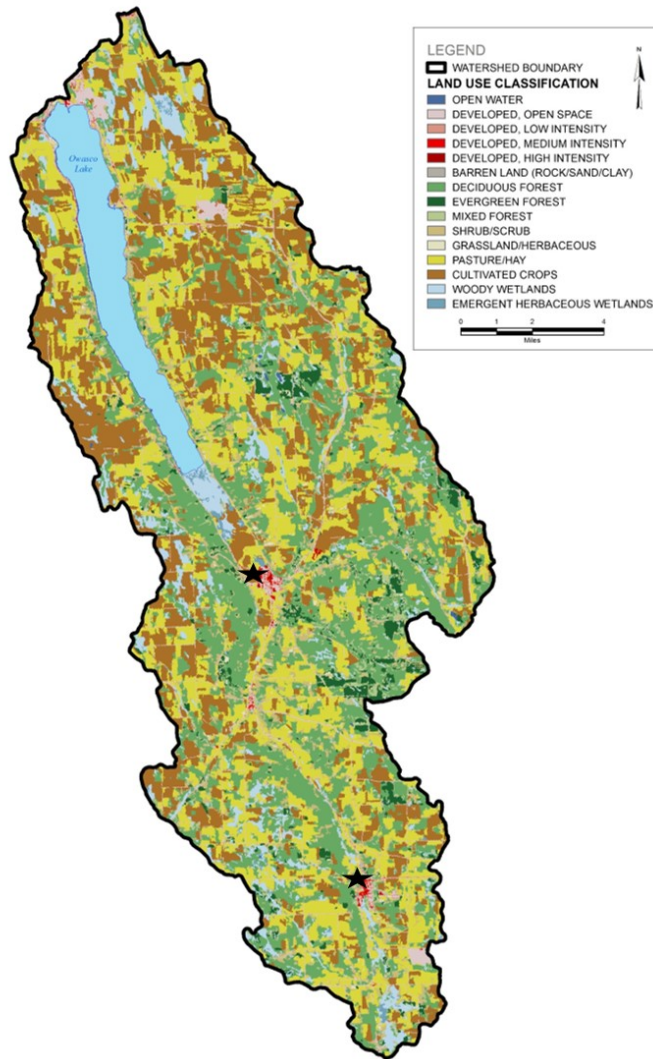 Owasco
Lake
LEGEND
N
WATERSHED BOUNDARY
LAND USE CLASSIFICATION
OPEN WATER
DEVELOPED, OPEN SPACE
DEVELOPED, LOW INTENSITY
DEVELOPED, MEDIUM INTENSITY
DEVELOPED, HIGH INTENSITY
BARREN LAND (ROCK/SAND/CLAY)
DECIDUOUS FOREST
EVERGREEN FOREST
MIXED FOREST
SHRUB/SCRUB
GRASSLAND/HERBACEOUS
PASTURE/HAY
CULTIVATED CROPS
WOODY WETLANDS
EMERGENT HERBACEOUS WETLANDS
0 1 2 4
Miles